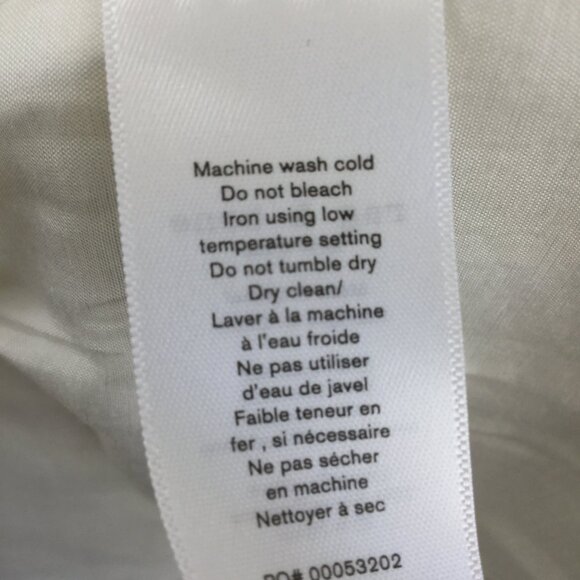 Machine wash cold
Do not bleach
Iron using low
temperature setting
Do not tumble dry
Dry clean/
Laver à la machine
à l'eau froide
Ne pas utiliser
d'eau de javel
Faible teneur en
fer , si nécessaire
Ne pas sécher
en machine
Nettoyer à sec
PO# 00053202